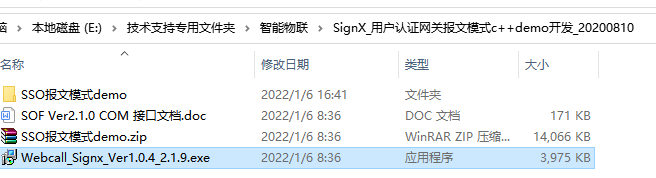 脑 > 本地磁盘 (E:) > 技术支持专用文件夹 > 智能物联 > SignX_用户认证网关报文模式c++demo开发_20200810
名称 修改日期 类型 大小
SSO报文模式demo 2022/1/6 16:41 文件夹
SOF Ver2.1.0 COM 接口文档.doc 2022/1/6 8:36 DOC 文档 171 KB
SSO报文模式demo.zip 2022/1/6 8:36 WinRAR ZIP 压缩... 14,066 KB
Webcall_Signx_Ver1.0.4_2.1.9.exe 2022/1/6 8:36 应用程序 3,975 KB